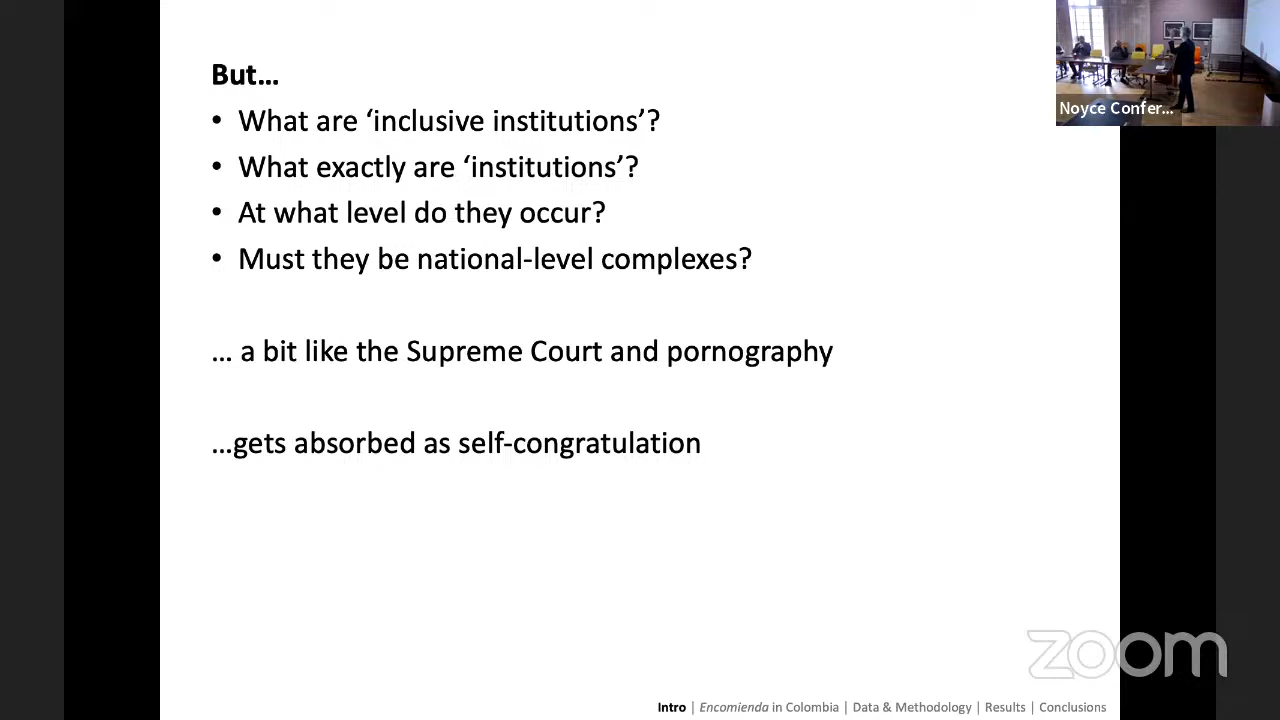 But...
• What are ‘inclusive institutions’?
• What exactly are ‘institutions’?
• At what level do they occur?
• Must they be national-level complexes?
... a bit like the Supreme Court and pornography
...gets absorbed as self-congratulation
Noyce Confer...
zoom
Intro | Encomienda in Colombia | Data & Methodology | Results | Conclusions